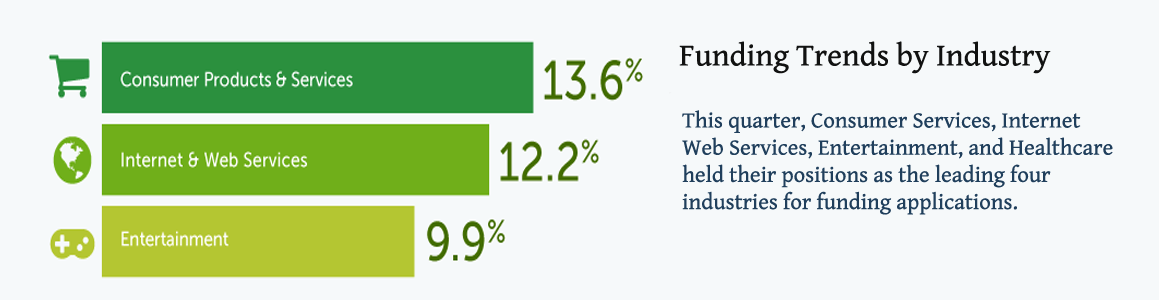 Consumer Products & Services
13.6%
Internet & Web Services
12.2%
Entertainment
9.9%
Funding Trends by Industry
This quarter, Consumer Services, Internet
Web Services, Entertainment, and Healthcare
held their positions as the leading four
industries for funding applications.